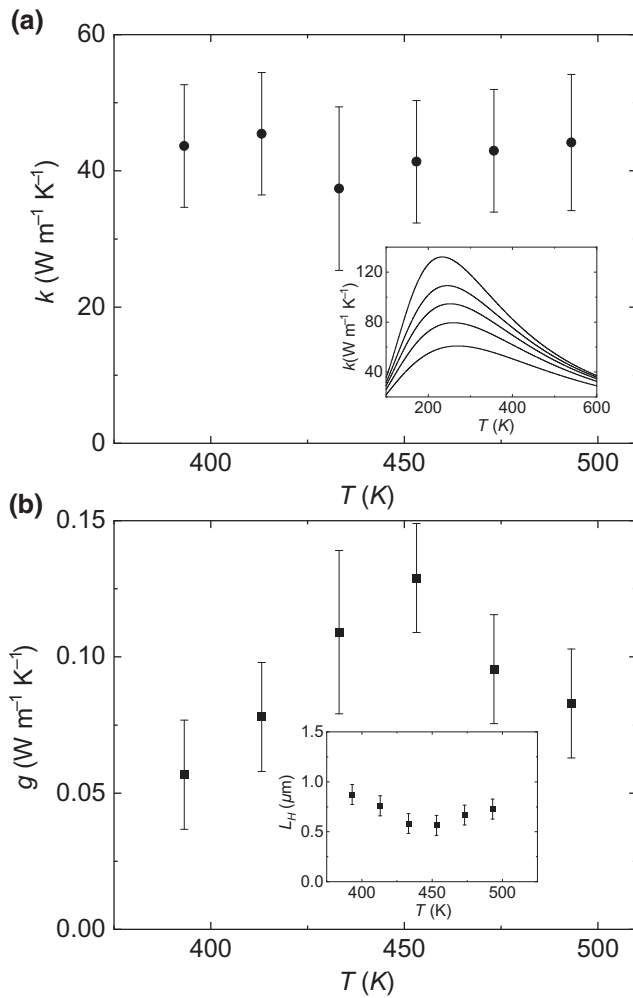 (a)
60
40
20
0
k (W m⁻¹ K⁻¹)
400 450 500
T (K)
120
80
40
k(W m⁻¹ K⁻¹)
200 400 600
T (K)
(b)
0.15
0.10
0.05
0.00
g (W m⁻¹ K⁻¹)
400 450 500
T (K)
1.5
1.0
0.5
0.0
L_H (μm)
400 450 500
T (K)